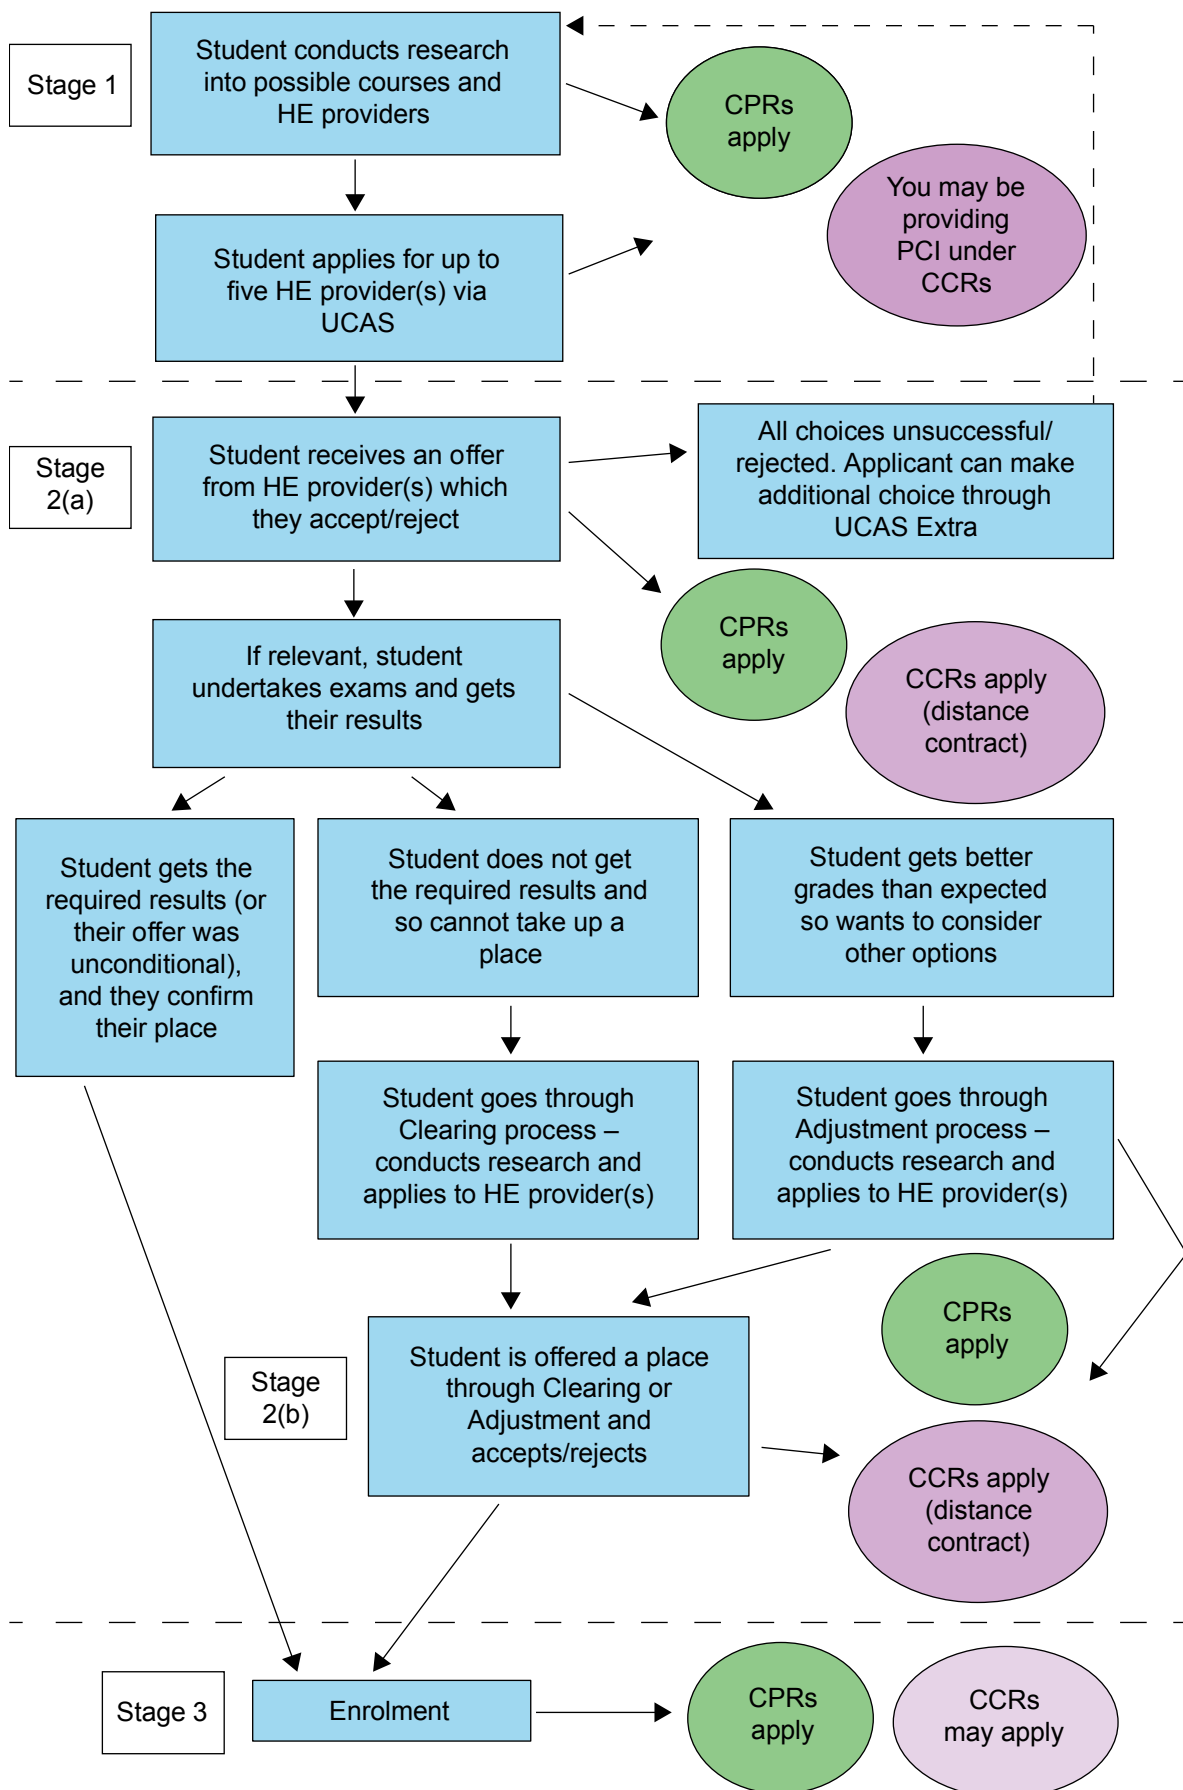 Stage 1
Student conducts research
into possible courses and
HE providers
CPRs
apply
You may be
providing
PCI under
CCRs
Student applies for up to
five HE provider(s) via
UCAS
Stage
2(a)
Student receives an offer
from HE provider(s) which
they accept/reject
All choices unsuccessful/
rejected. Applicant can make
additional choice through
UCAS Extra
CPRs
apply
CCRs apply
(distance
contract)
If relevant, student
undertakes exams and gets
their results
Student gets the
required results (or
their offer was
unconditional),
and they confirm
their place
Student does not get
the required results and
so cannot take up a
place
Student gets better
grades than expected
so wants to consider
other options
Student goes through
Clearing process –
conducts research and
applies to HE provider(s)
Student goes through
Adjustment process –
conducts research and
applies to HE provider(s)
CPRs
apply
Stage
2(b)
Student is offered a place
through Clearing or
Adjustment and
accepts/rejects
CCRs apply
(distance
contract)
Stage 3
Enrolment
CPRs
apply
CCRs
may apply